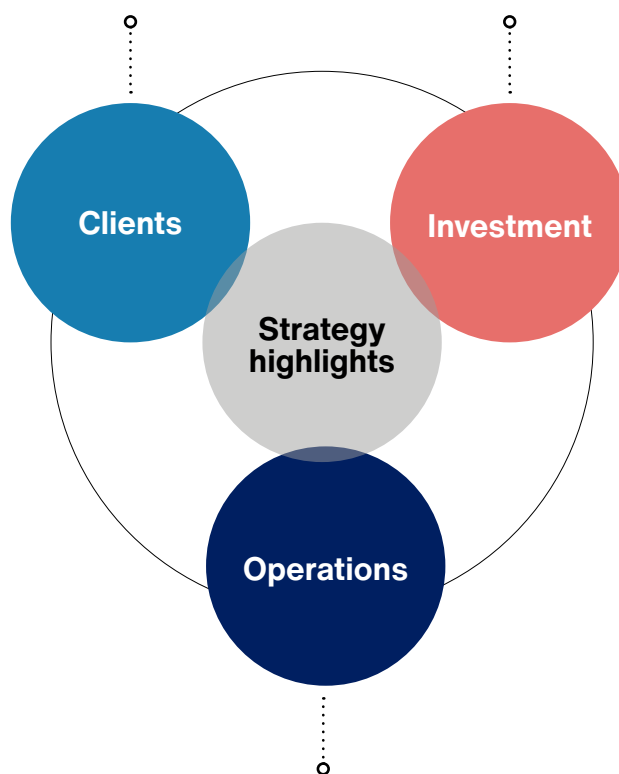 Clients
Investment
Strategy
highlights
Operations